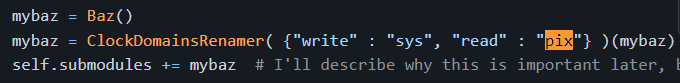 mybaz = Baz()
mybaz = ClockDomainsRenamer( {"write" : "sys", "read" : "pix"} )(mybaz)
self.submodules += mybaz  # I'll describe why this is important later,